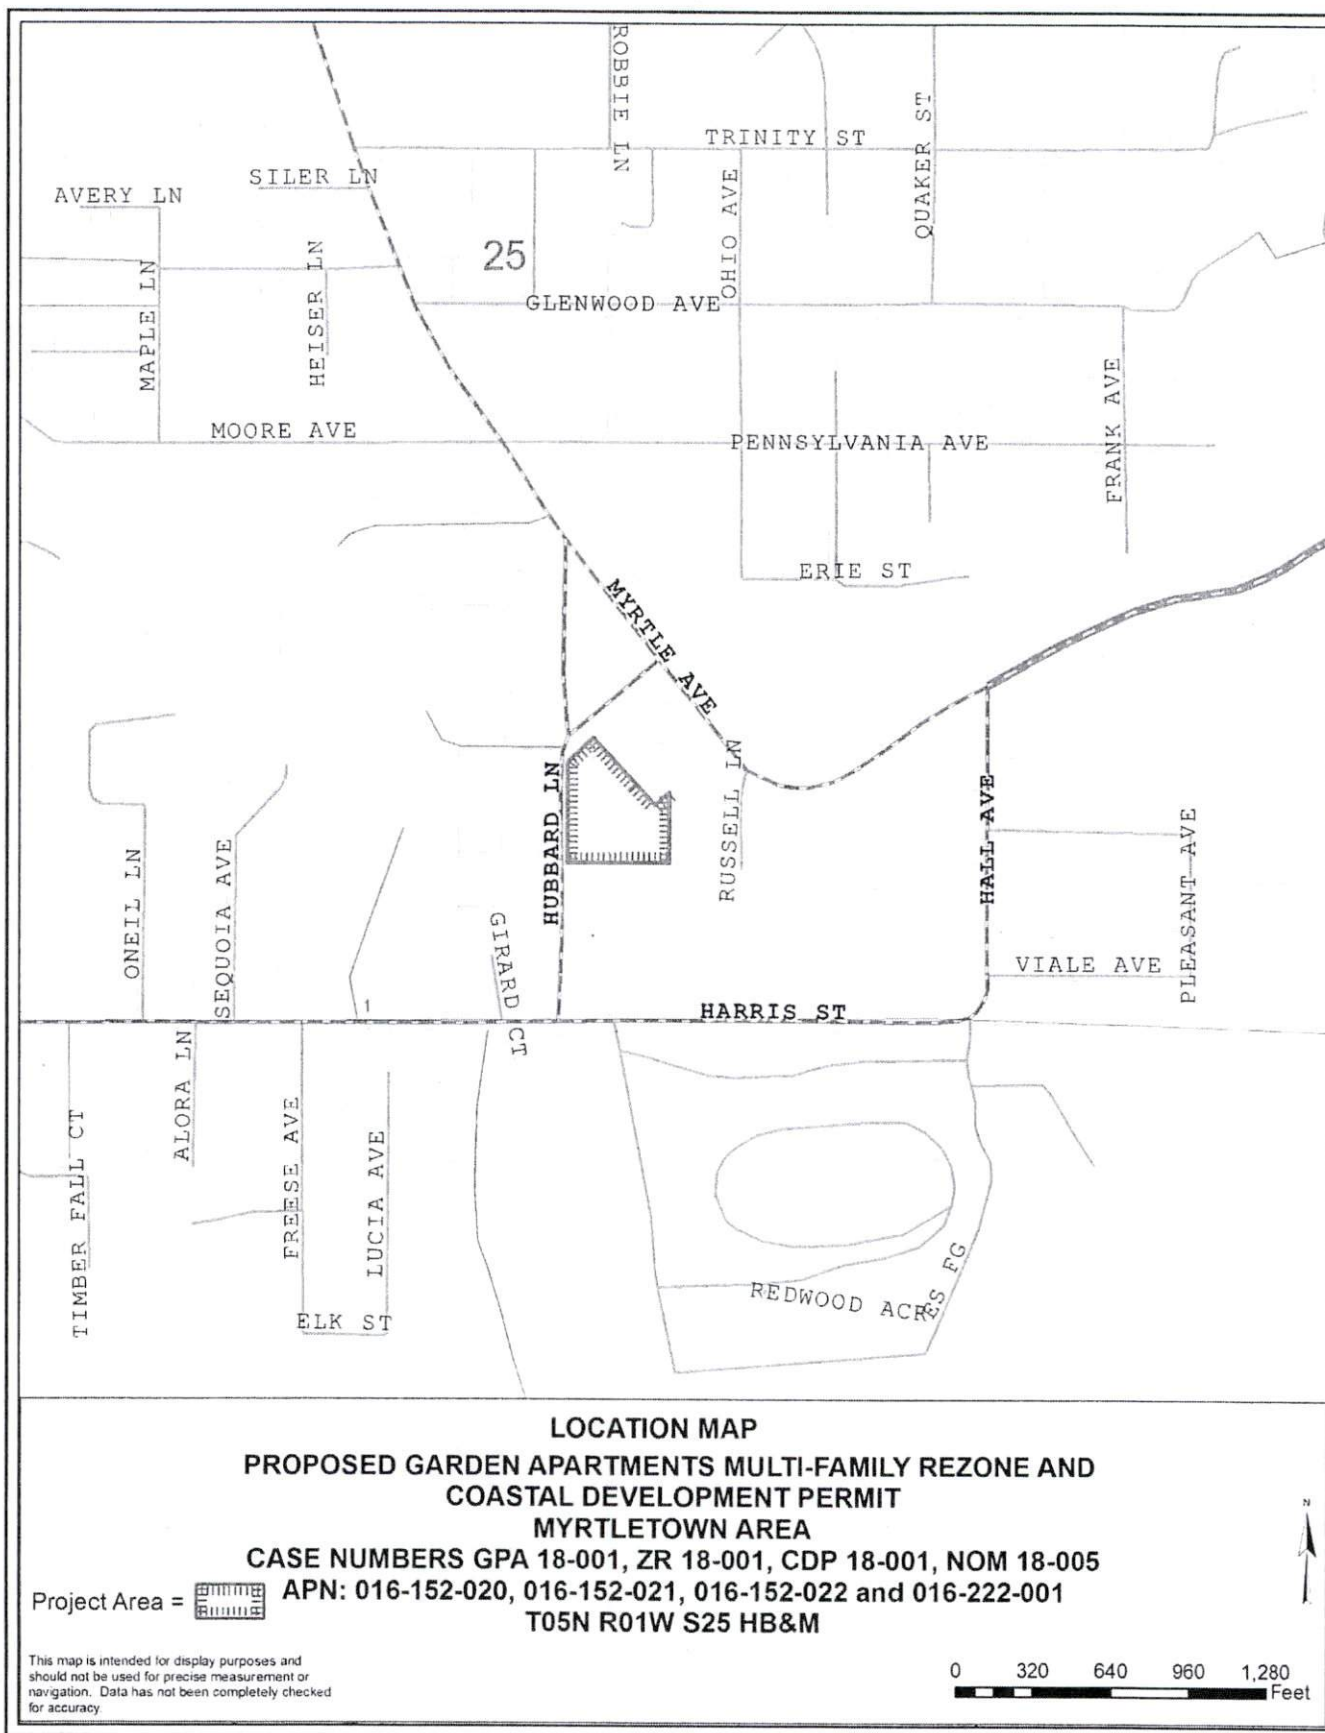 ROBBIE LN
TRINITY ST
QUAKER ST
SILER LN
AVERY LN
OHIO AVE
25
HEISER LN
MAPLE LN
GLENWOOD AVE
FRANK AVE
MOORE AVE
PENNSYLVANIA AVE
ERIE ST
MYRTLE AVE
HUBBARD LN
RUSSELL LN
HALL AVE
PLEASANT AVE
ONEIL LN
SEQUOIA AVE
GIRARD CT
VIALE AVE
1
HARRIS ST
ALORA LN
TIMBER FALL CT
FREESE AVE
LUCIA AVE
REDWOOD ACRES FG
ELK ST
LOCATION MAP
PROPOSED GARDEN APARTMENTS MULTI-FAMILY REZONE AND
COASTAL DEVELOPMENT PERMIT
MYRTLETOWN AREA
CASE NUMBERS GPA 18-001, ZR 18-001, CDP 18-001, NOM 18-005
APN: 016-152-020, 016-152-021, 016-152-022 and 016-222-001
T05N R01W S25 HB&M
Project Area =
N
This map is intended for display purposes and
should not be used for precise measurement or
navigation. Data has not been completely checked
for accuracy.
0 320 640 960 1,280
Feet